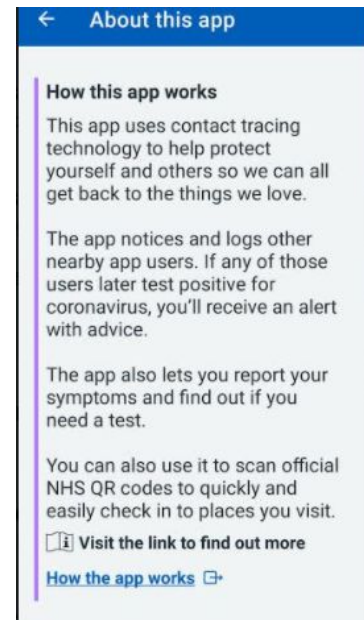 About this app
How this app works
This app uses contact tracing
technology to help protect
yourself and others so we can all
get back to the things we love.
The app notices and logs other
nearby app users. If any of those
users later test positive for
coronavirus, you'll receive an alert
with advice.
The app also lets you report your
symptoms and find out if you
need a test.
You can also use it to scan official
NHS QR codes to quickly and
easily check in to places you visit.
Visit the link to find out more
How the app works